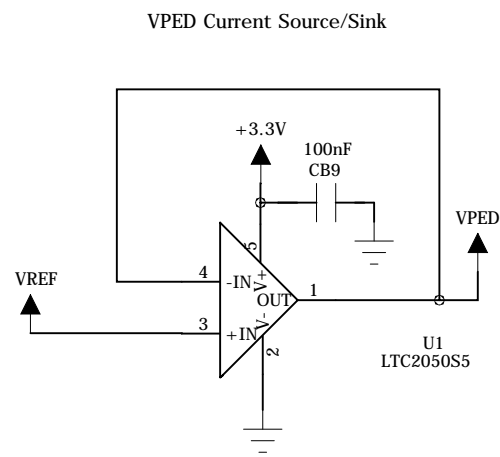 VPED Current Source/Sink
+3.3V
100nF
CB9
VPED
5
4
-IN
V+
OUT
1
VREF
3
+IN
V-
2
U1
LTC2050S5